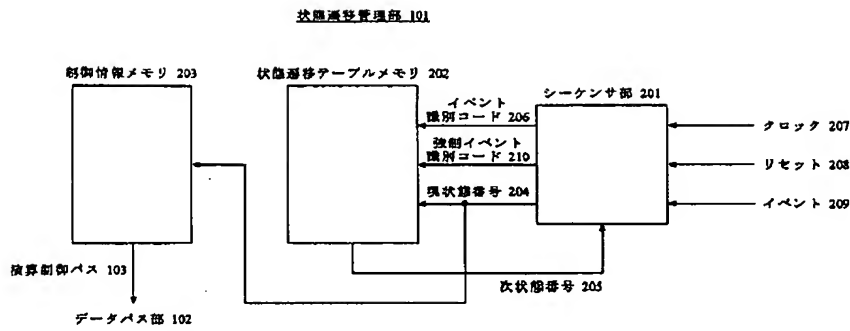 状態遷移管理部 101
制御情報メモリ 203
状態遷移テーブルメモリ 202
シーケンサ部 201
イベント
識別コード 206
強制イベント
識別コード 210
現状態番号 204
クロック 207
リセット 208
イベント 209
演算制御パス 103
データパス部 102
次状態番号 205